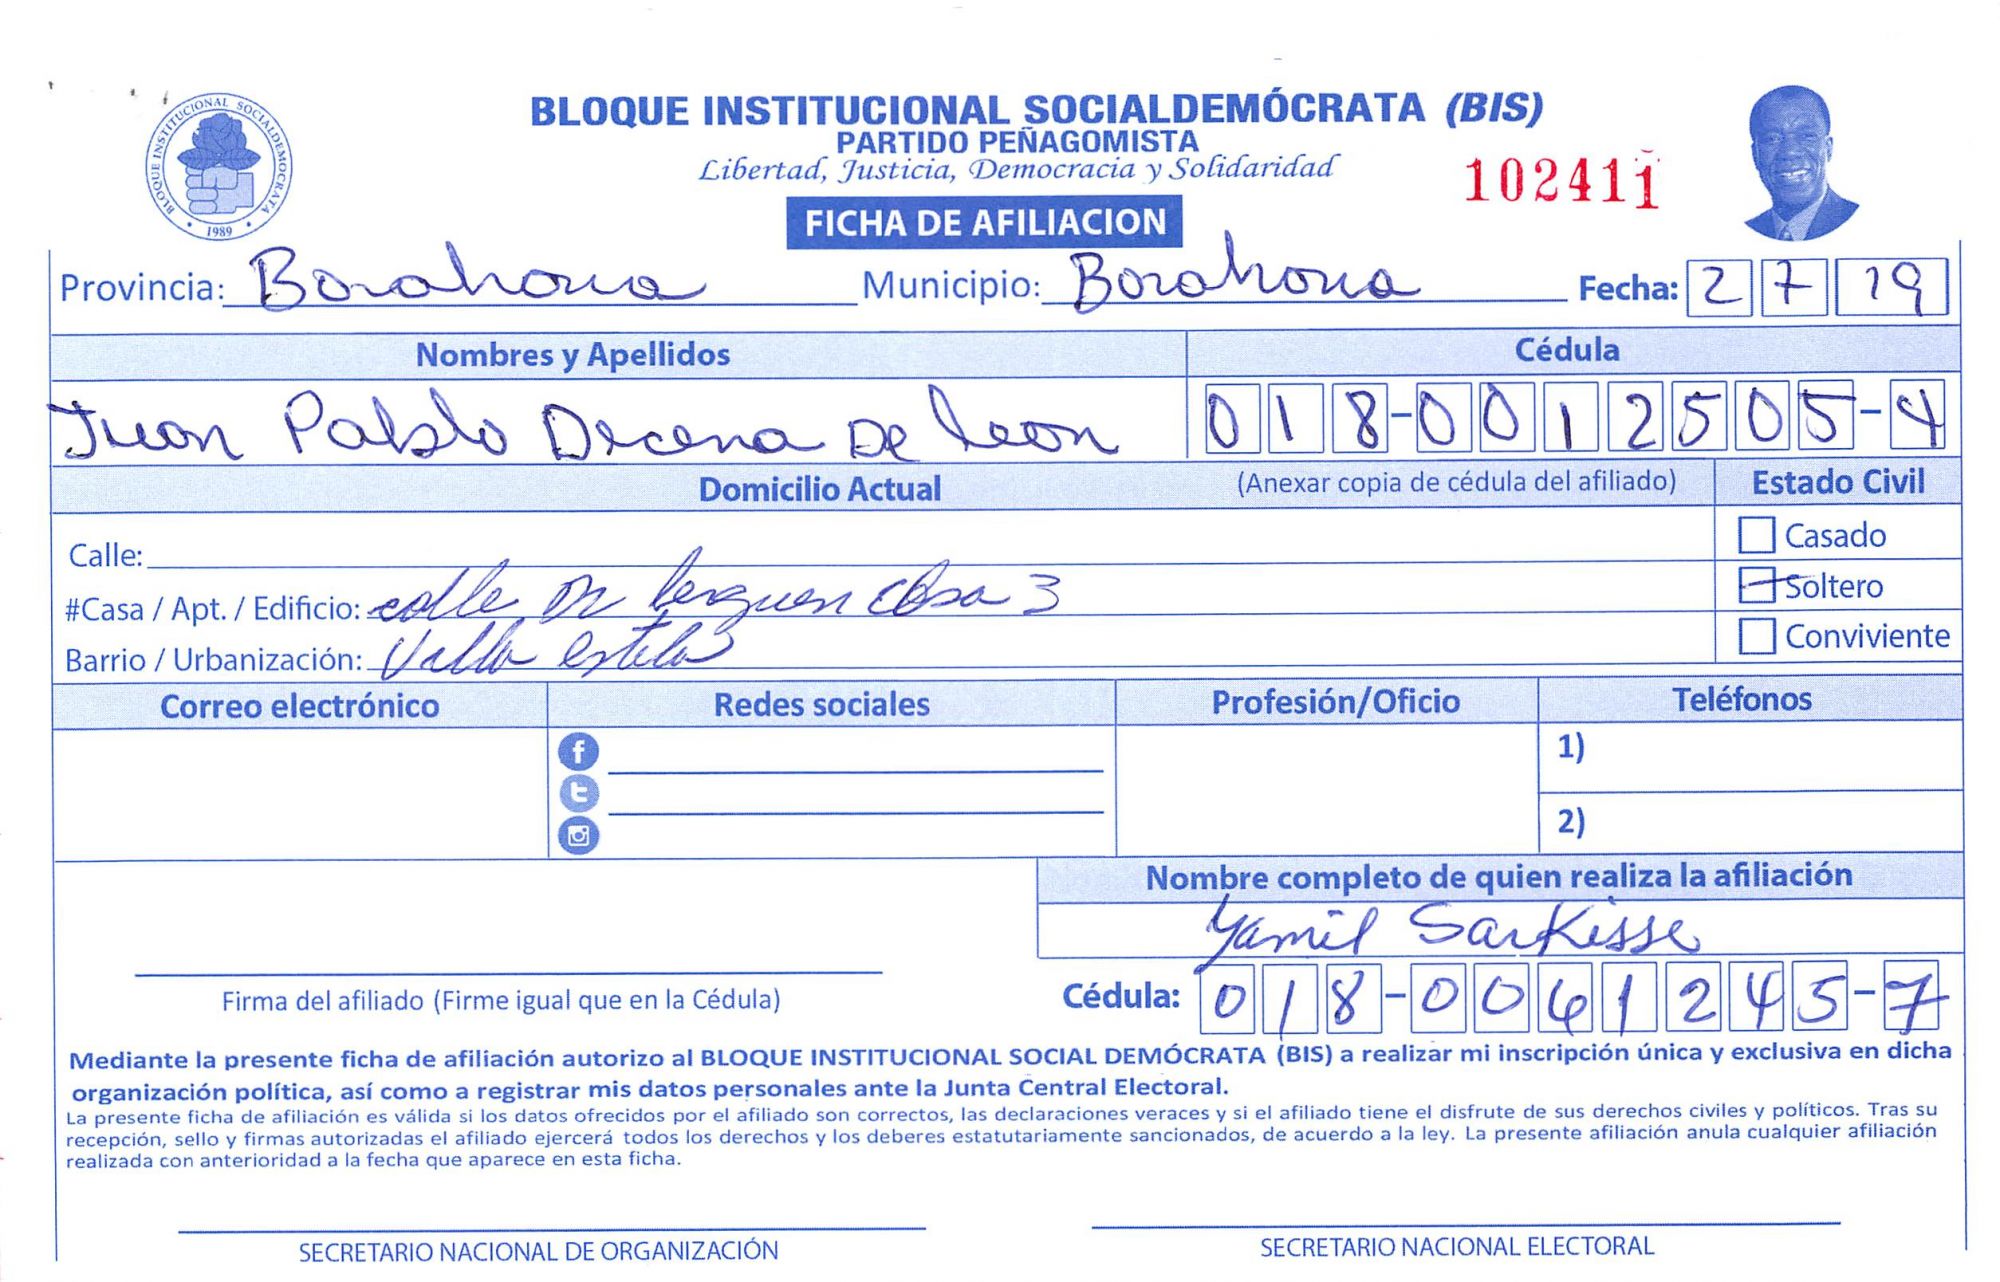 BLOQUE INSTITUCIONAL SOCIALDEMOCRATA
1989
BLOQUE INSTITUCIONAL SOCIALDEMÓCRATA (BIS)
PARTIDO PEÑAGOMISTA
Libertad, Justicia, Democracia y Solidaridad
102411
FICHA DE AFILIACION
Provincia: Barahona Municipio: Barahona Fecha: 2 7 19
Nombres y Apellidos Cédula
Juan Pablo Decena De leon 018-0012505-4
Domicilio Actual (Anexar copia de cédula del afiliado) Estado Civil
Calle: Casado
#Casa / Apt. / Edificio: calle casa 3 Soltero
Barrio / Urbanización: Villa estela Conviviente
Correo electrónico Redes sociales Profesión/Oficio Teléfonos
1)
2)
Nombre completo de quien realiza la afiliación
Yamil Sarkisse
Firma del afiliado (Firme igual que en la Cédula) Cédula: 018-0061245-7
Mediante la presente ficha de afiliación autorizo al BLOQUE INSTITUCIONAL SOCIAL DEMÓCRATA (BIS) a realizar mi inscripción única y exclusiva en dicha
organización política, así como a registrar mis datos personales ante la Junta Central Electoral.
La presente ficha de afiliación es válida si los datos ofrecidos por el afiliado son correctos, las declaraciones veraces y si el afiliado tiene el disfrute de sus derechos civiles y políticos. Tras su
recepción, sello y firmas autorizadas el afiliado ejercerá todos los derechos y los deberes estatutariamente sancionados, de acuerdo a la ley. La presente afiliación anula cualquier afiliación
realizada con anterioridad a la fecha que aparece en esta ficha.
SECRETARIO NACIONAL DE ORGANIZACIÓN SECRETARIO NACIONAL ELECTORAL